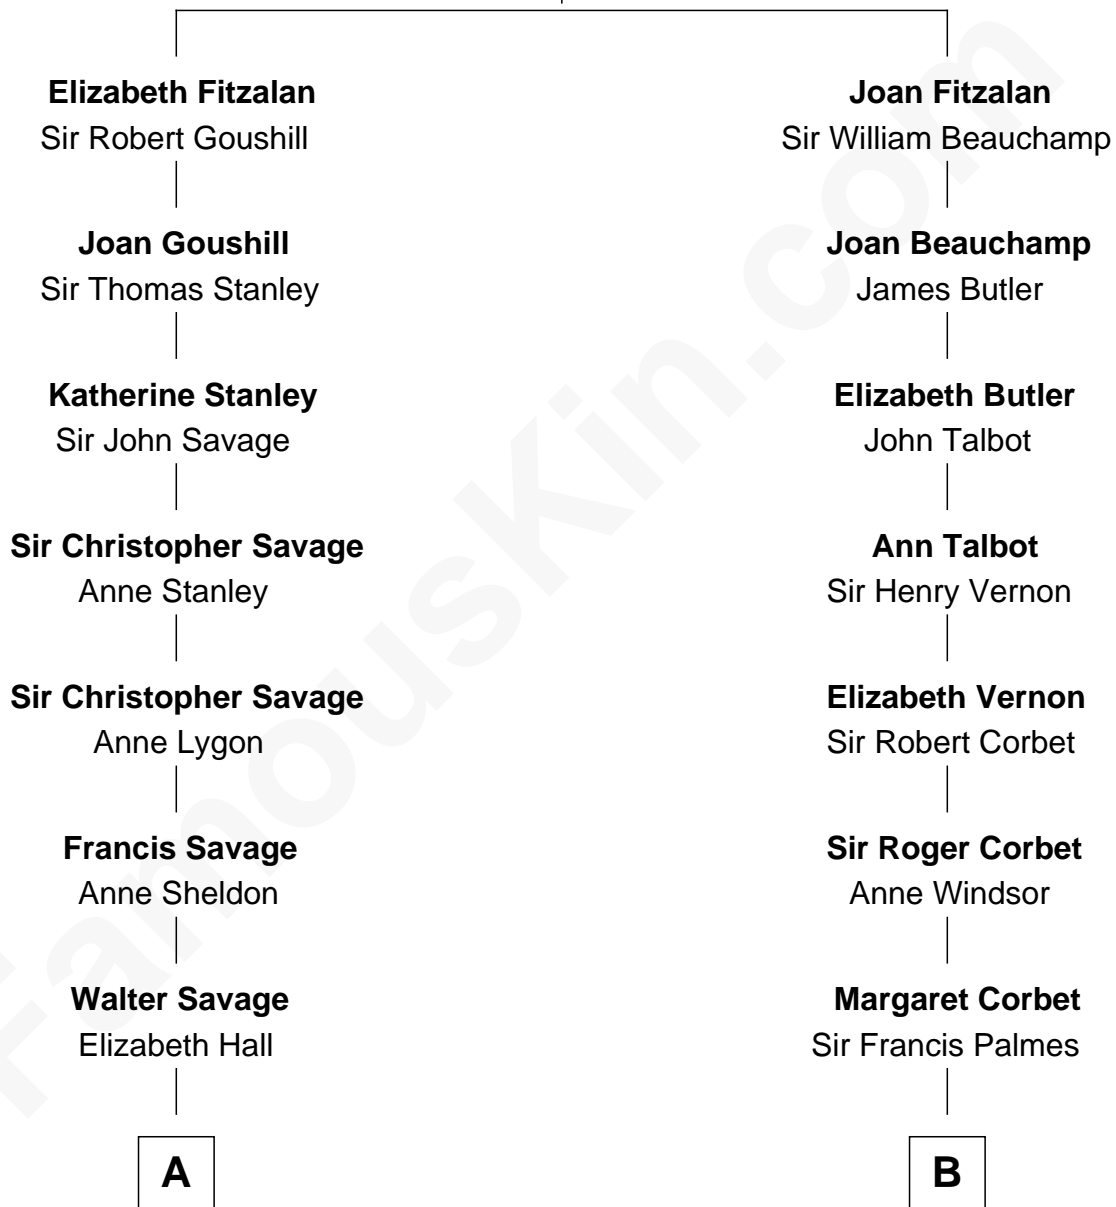 Elizabeth Fitzalan
Sir Robert Goushill
Joan Goushill
Sir Thomas Stanley
Katherine Stanley
Sir John Savage
Sir Christopher Savage
Anne Stanley
Sir Christopher Savage
Anne Lygon
Francis Savage
Anne Sheldon
Walter Savage
Elizabeth Hall
A
Joan Fitzalan
Sir William Beauchamp
Joan Beauchamp
James Butler
Elizabeth Butler
John Talbot
Ann Talbot
Sir Henry Vernon
Elizabeth Vernon
Sir Robert Corbet
Sir Roger Corbet
Anne Windsor
Margaret Corbet
Sir Francis Palmes
B
FamousKin.com